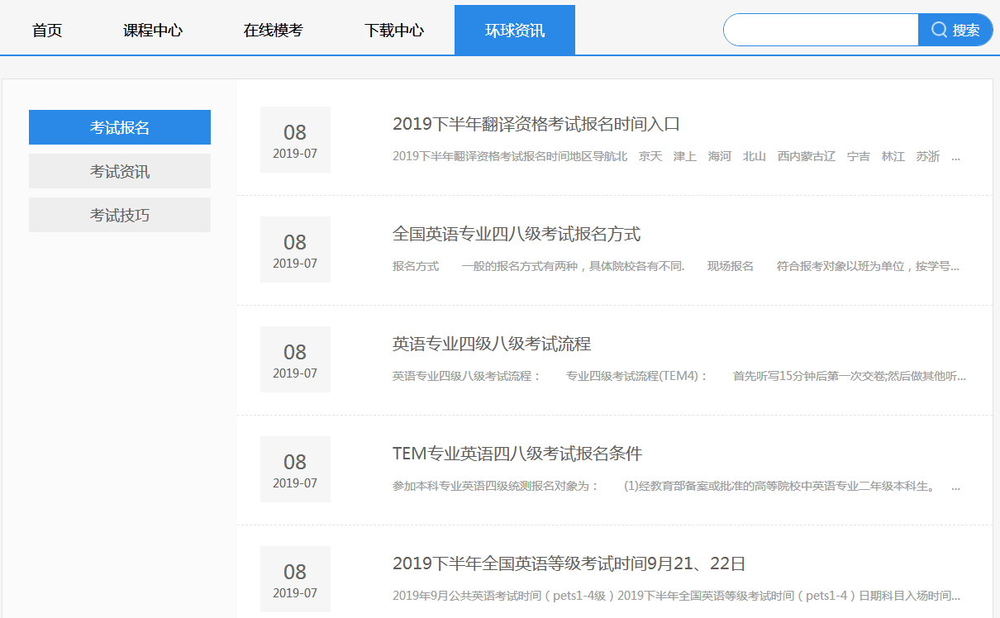 首页 课程中心 在线模考 下载中心 环球资讯 搜索
考试报名
考试资讯
考试技巧
08
2019-07
2019下半年翻译资格考试报名时间入口
2019下半年翻译资格考试报名时间地区导航北 京天 津上 海河 北山 西内蒙古辽 宁吉 林江 苏浙 ...
08
2019-07
全国英语专业四八级考试报名方式
报名方式 一般的报名方式有两种，具体院校各有不同. 现场报名 符合报考对象以班为单位，按学号...
08
2019-07
英语专业四级八级考试流程
英语专业四级八级考试流程： 专业四级考试流程(TEM4)： 首先听写15分钟后第一次交卷;然后做其他听...
08
2019-07
TEM专业英语四八级考试报名条件
参加本科专业英语四级统测报名对象为： (1)经教育部备案或批准的高等院校中英语专业二年级本科生。 ...
08
2019-07
2019下半年全国英语等级考试时间9月21、22日
2019年9月公共英语考试时间（pets1-4级）2019下半年全国英语等级考试时间（pets1-4）日期科目入场时间...